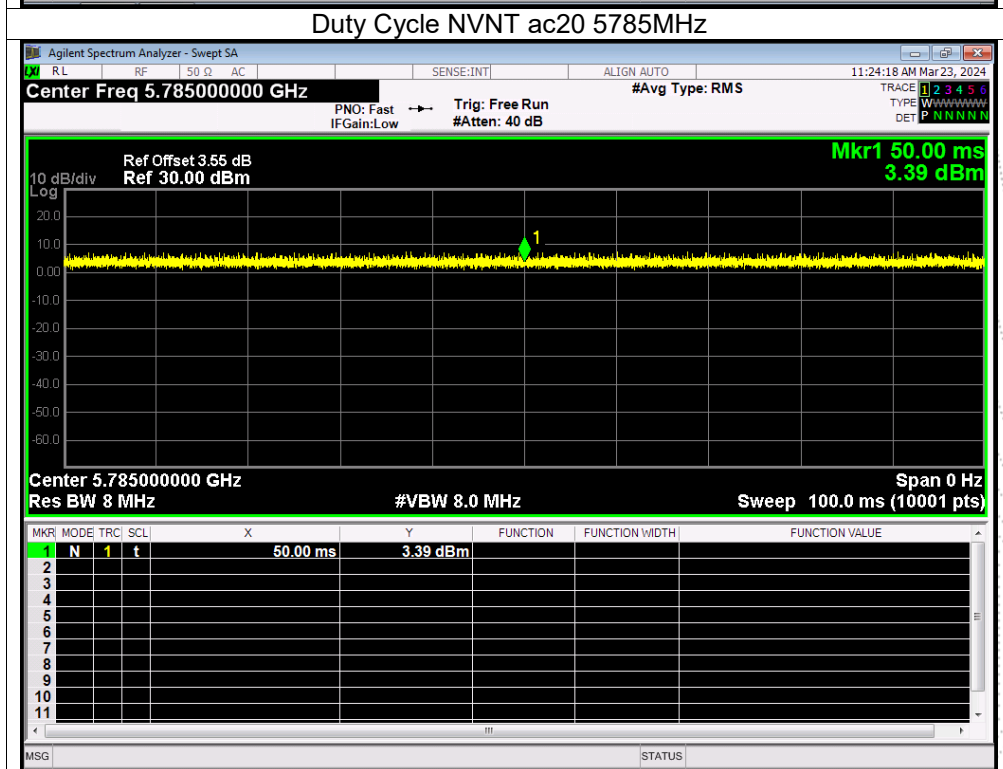 Duty Cycle NVNT ac20 5785MHz
Agilent Spectrum Analyzer - Swept SA
LXI RL RF 50 Ω AC SENSE:INT ALIGN AUTO 11:24:18 AM Mar 23, 2024
Center Freq 5.785000000 GHz #Avg Type: RMS TRACE 1 2 3 4 5 6
PNO: Fast Trig: Free Run TYPE WWWWWW
IFGain:Low #Atten: 40 dB DET P N N N N N
Mkr1 50.00 ms
Ref Offset 3.55 dB
10 dB/div Ref 30.00 dBm 3.39 dBm
Log
20.0
10.0
1
0.00
-10.0
-20.0
-30.0
-40.0
-50.0
-60.0
Center 5.785000000 GHz Span 0 Hz
Res BW 8 MHz #VBW 8.0 MHz Sweep 100.0 ms (10001 pts)
MKR MODE TRC SCL X Y FUNCTION FUNCTION WIDTH FUNCTION VALUE
1 N 1 t 50.00 ms 3.39 dBm
2
3
4
5
6
7
8
9
10
11
MSG STATUS